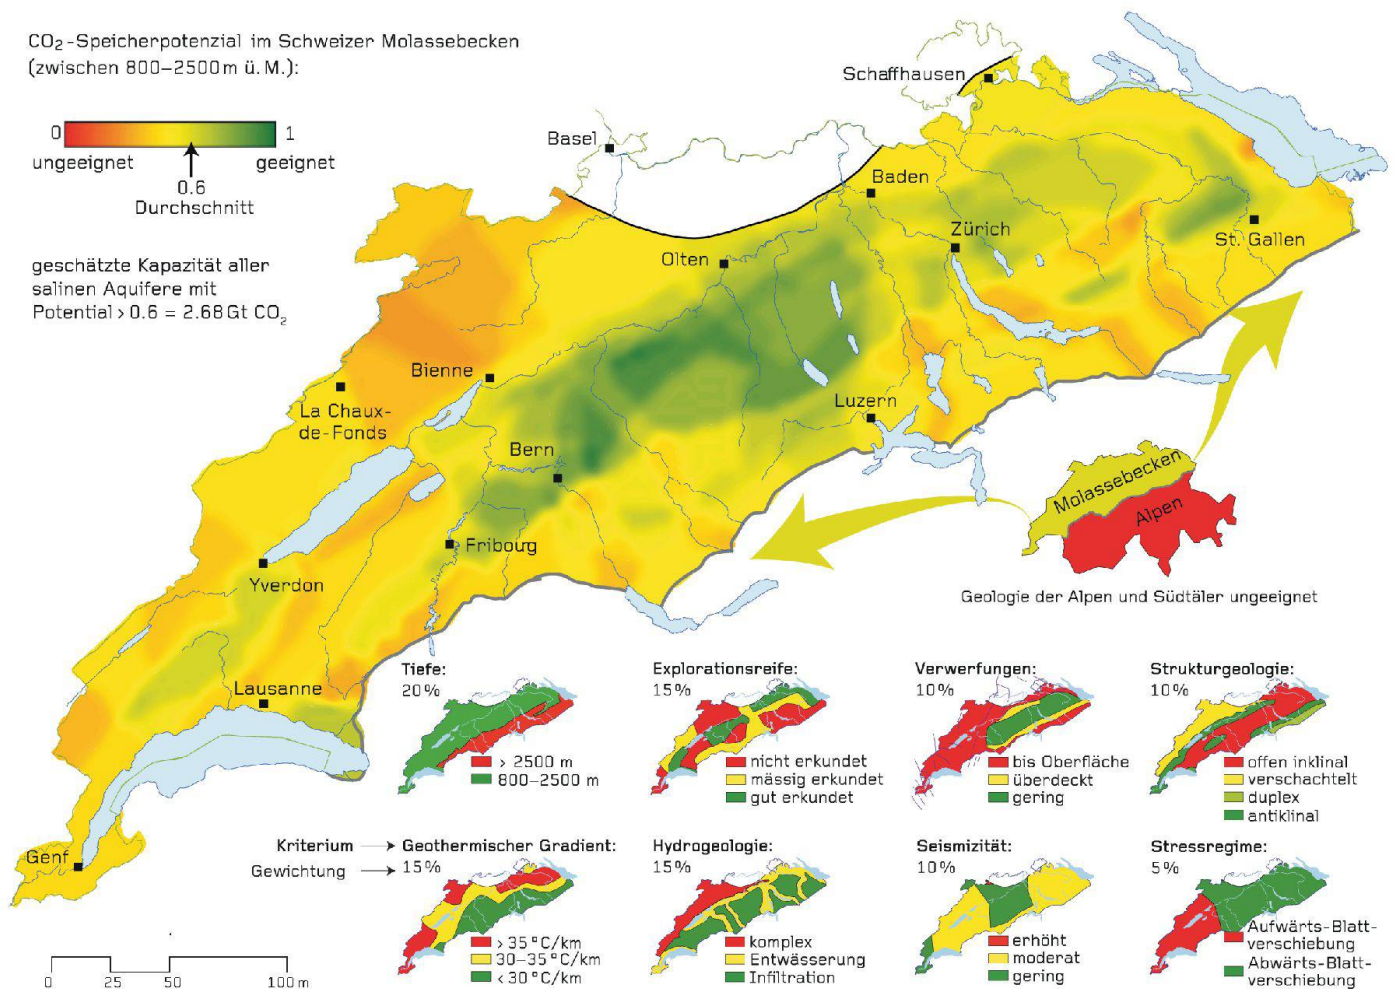 CO₂-Speicherpotenzial im Schweizer Molassebecken
(zwischen 800–2500 m ü. M.):
0
1
ungeeignet
geeignet
0.6
Durchschnitt
geschätzte Kapazität aller
salinen Aquifere mit
Potential > 0.6 = 2.68 Gt CO₂
Schaffhausen
Basel
Baden
Zürich
St. Gallen
Olten
Bienne
La Chaux-
de-Fonds
Luzern
Bern
Fribourg
Yverdon
Lausanne
Genf
Molassebecken
Alpen
Geologie der Alpen und Südtäler ungeeignet
Tiefe:
20 %
> 2500 m
800–2500 m
Explorationsreife:
15 %
nicht erkundet
mässig erkundet
gut erkundet
Verwerfungen:
10 %
bis Oberfläche
überdeckt
gering
Strukturgeologie:
10 %
offen inklinal
verschachtelt
duplex
antiklinal
Kriterium
Gewichtung
Geothermischer Gradient:
15 %
> 35 °C/km
30–35 °C/km
< 30 °C/km
Hydrogeologie:
15 %
komplex
Entwässerung
Infiltration
Seismizität:
10 %
erhöht
moderat
gering
Stressregime:
5 %
Aufwärts-Blatt-
verschiebung
Abwärts-Blatt-
verschiebung
0 25 50 100 m